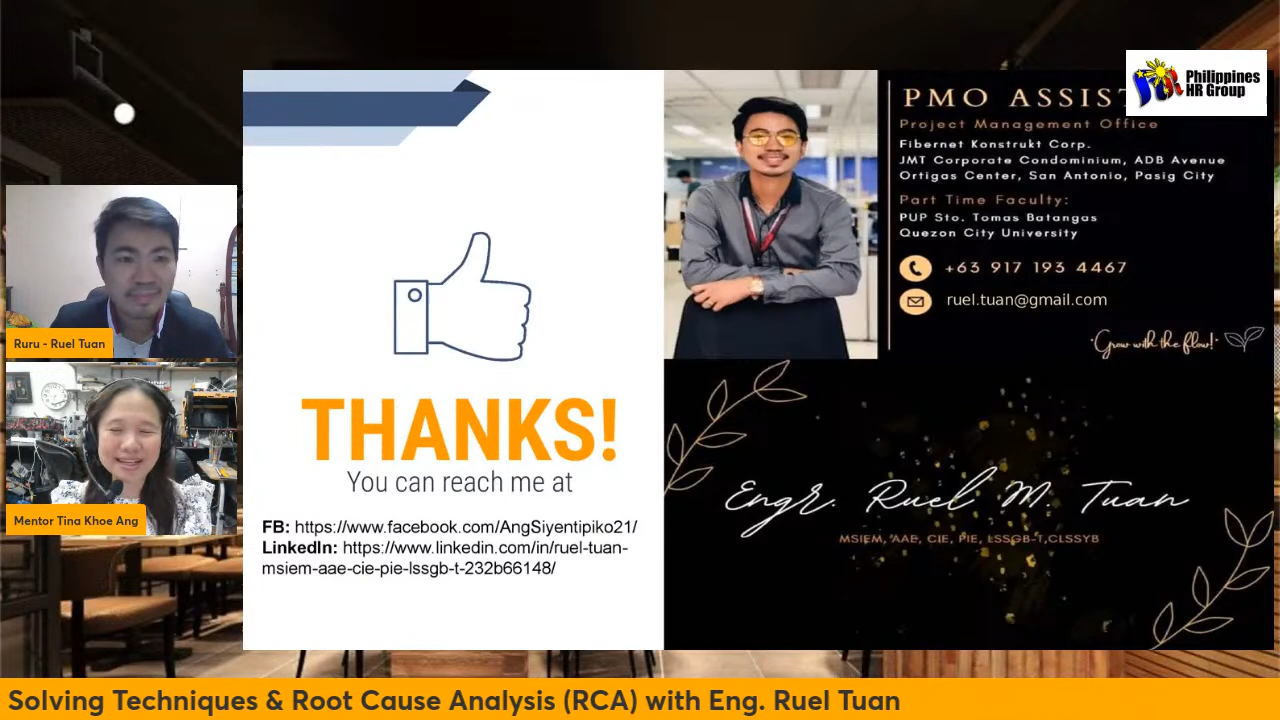 Philippines
HR Group
PMO ASSIST
Project Management Office
Fibernet Konstrukt Corp.
JMT Corporate Condominium, ADB Avenue
Ortigas Center, San Antonio, Pasig City
Part Time Faculty:
PUP Sto. Tomas Batangas
Quezon City University
+63 917 193 4467
ruel.tuan@gmail.com
"Grow with the flow!"
Ruru - Ruel Tuan
Mentor Tina Khoe Ang
THANKS!
You can reach me at
FB: https://www.facebook.com/AngSiyentipiko21/
LinkedIn: https://www.linkedin.com/in/ruel-tuan-
msiem-aae-cie-pie-lssgb-t-232b66148/
Engr. Ruel M. Tuan
MSIEM, AAE, CIE, PIE, LSSGB-T,CLSSYB
Solving Techniques & Root Cause Analysis (RCA) with Eng. Ruel Tuan